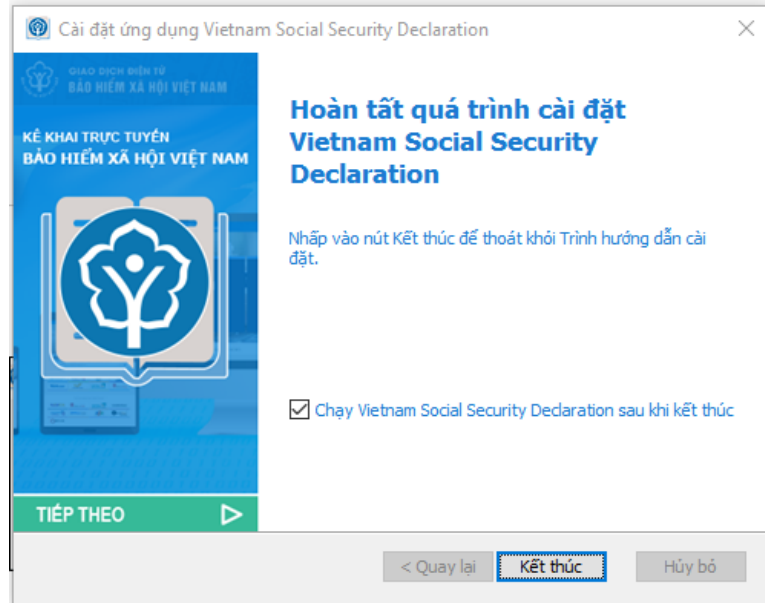 Cài đặt ứng dụng Vietnam Social Security Declaration
GIAO DỊCH ĐIỆN TỬ
BẢO HIỂM XÃ HỘI VIỆT NAM
KÊ KHAI TRỰC TUYẾN
BẢO HIỂM XÃ HỘI VIỆT NAM
Hoàn tất quá trình cài đặt
Vietnam Social Security
Declaration
Nhấp vào nút Kết thúc để thoát khỏi Trình hướng dẫn cài
đặt.
Chạy Vietnam Social Security Declaration sau khi kết thúc
TIẾP THEO
< Quay lại
Kết thúc
Hủy bỏ